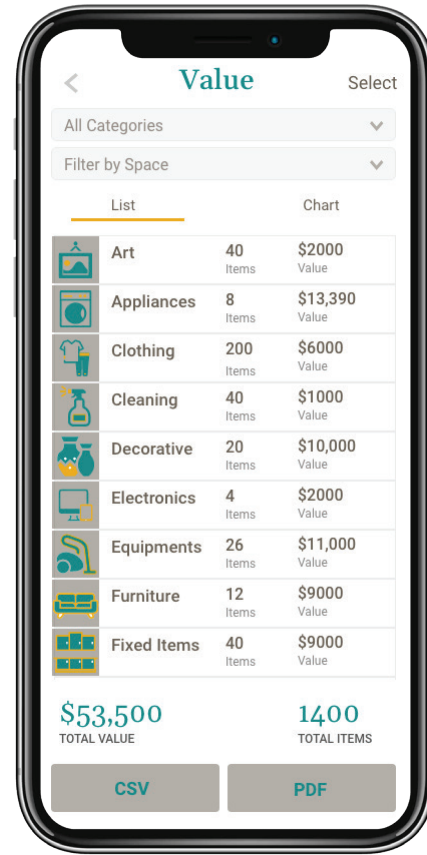 Value
Select
All Categories
Filter by Space
List Chart
Art 40 $2000
Items Value
Appliances 8 $13,390
Items Value
Clothing 200 $6000
Items Value
Cleaning 40 $1000
Items Value
Decorative 20 $10,000
Items Value
Electronics 4 $2000
Items Value
Equipments 26 $11,000
Items Value
Furniture 12 $9000
Items Value
Fixed Items 40 $9000
Items Value
$53,500 1400
TOTAL VALUE TOTAL ITEMS
CSV PDF